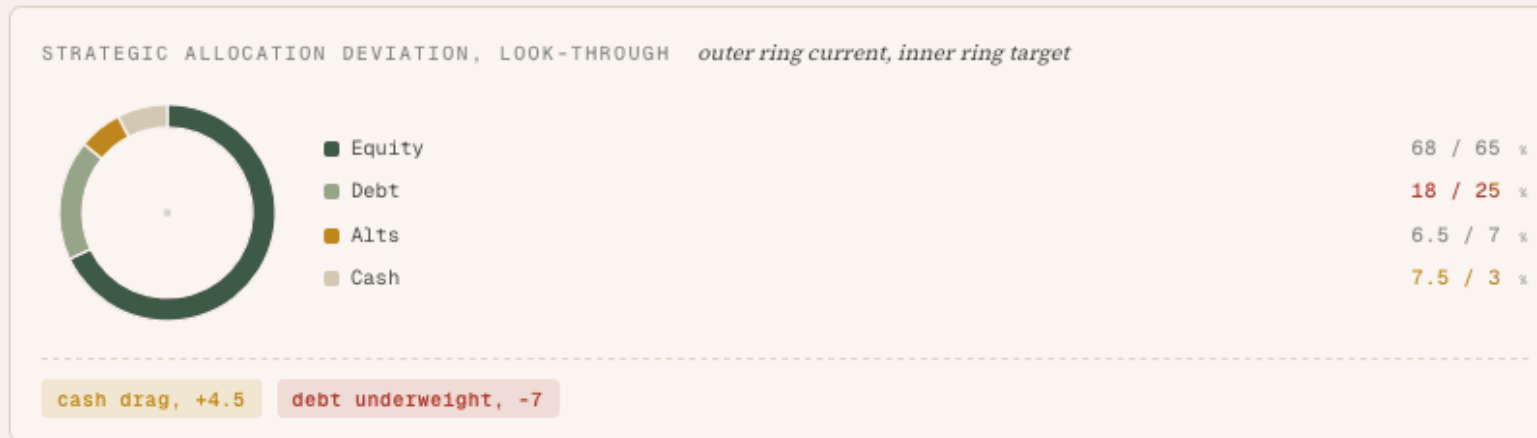 STRATEGIC ALLOCATION DEVIATION, LOOK-THROUGH outer ring current, inner ring target
Equity 68 / 65 %
Debt 18 / 25 %
Alts 6.5 / 7 %
Cash 7.5 / 3 %
cash drag, +4.5 debt underweight, -7